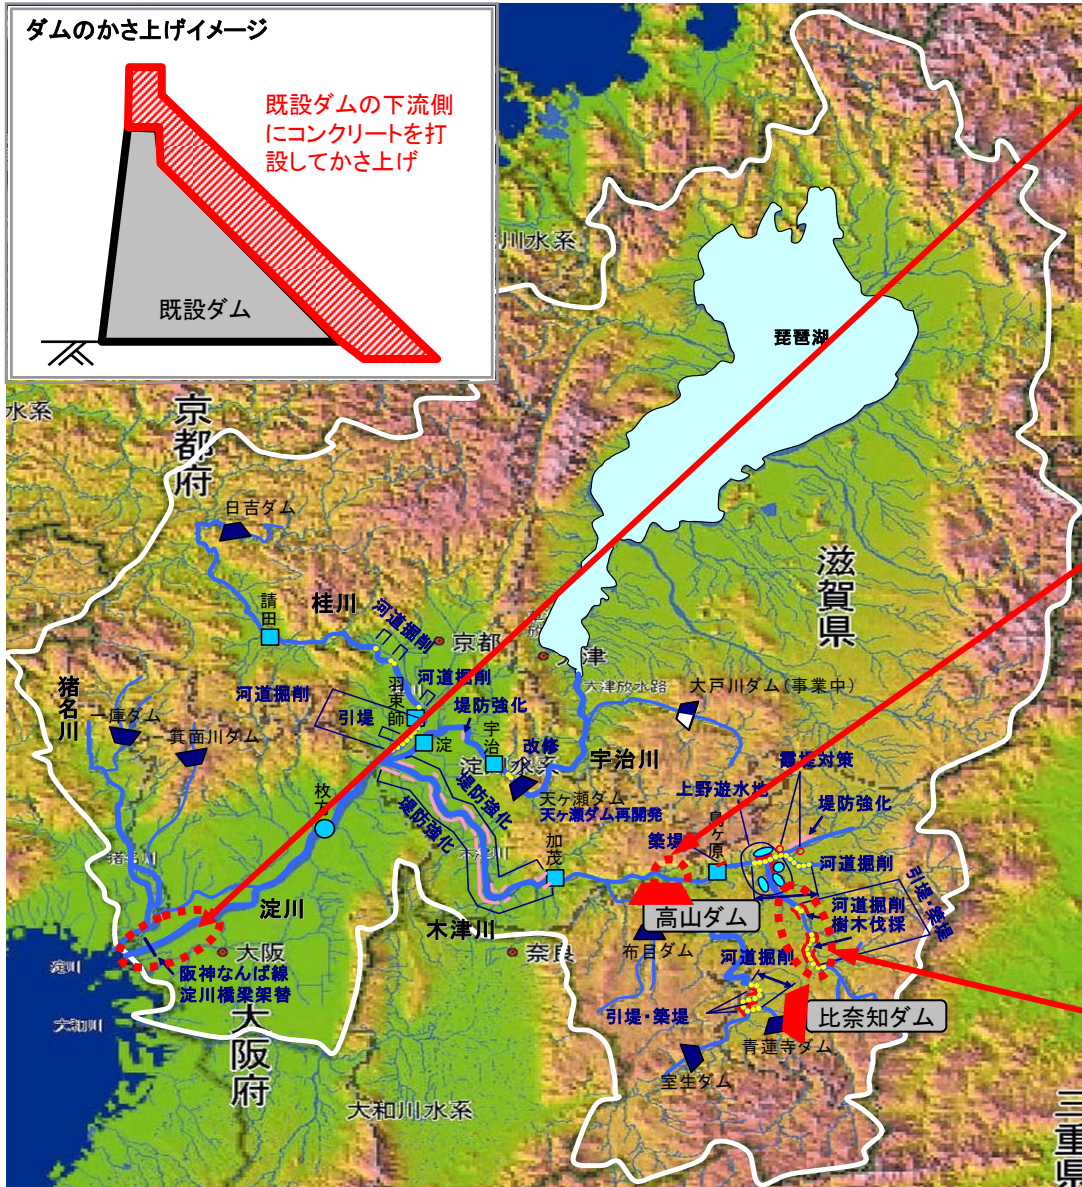 ダムのかさ上げイメージ
既設ダムの下流側
にコンクリートを打
設してかさ上げ
既設ダム
川水系
琵琶湖
水系
京都府
日吉ダム
滋賀県
請田
桂川
河道掘削
京都
大津
大津放水路
大戸川ダム(事業中)
猪名川
河道掘削
羽束師
河道掘削
引堤
堤防強化
一庫ダム
箕面川ダム
淀
宇治
改修
宇治川
淀川水系
霞堤対策
上野遊水地
天ヶ瀬ダム
天ヶ瀬ダム再開発
堤防強化
枚方
堤防強化
堤防強化
築堤
島ヶ原
猪名川
木津川
加茂
河道掘削
引堤・築堤
河道掘削
樹木伐採
淀川
木津川
高山ダム
淀川
大阪
奈良
布目ダム
河道掘削
阪神なんば線
淀川橋梁架替
大和川
大阪府
引堤・築堤
比奈知ダム
青蓮寺ダム
室生ダム
大和川水系
三重県